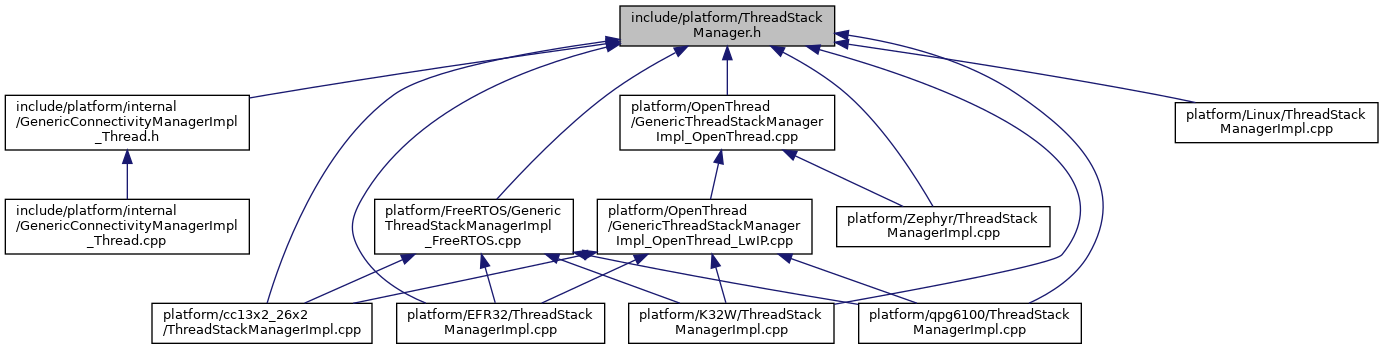 include/platform/ThreadStack
Manager.h
include/platform/internal
/GenericConnectivityManagerImpl
_Thread.h
platform/OpenThread
/GenericThreadStackManager
Impl_OpenThread.cpp
platform/Linux/ThreadStack
ManagerImpl.cpp
include/platform/internal
/GenericConnectivityManagerImpl
_Thread.cpp
platform/FreeRTOS/Generic
ThreadStackManagerImpl
_FreeRTOS.cpp
platform/OpenThread
/GenericThreadStackManager
Impl_OpenThread_LwIP.cpp
platform/Zephyr/ThreadStack
ManagerImpl.cpp
platform/cc13x2_26x2
/ThreadStackManagerImpl.cpp
platform/EFR32/ThreadStack
ManagerImpl.cpp
platform/K32W/ThreadStack
ManagerImpl.cpp
platform/qpg6100/ThreadStack
ManagerImpl.cpp